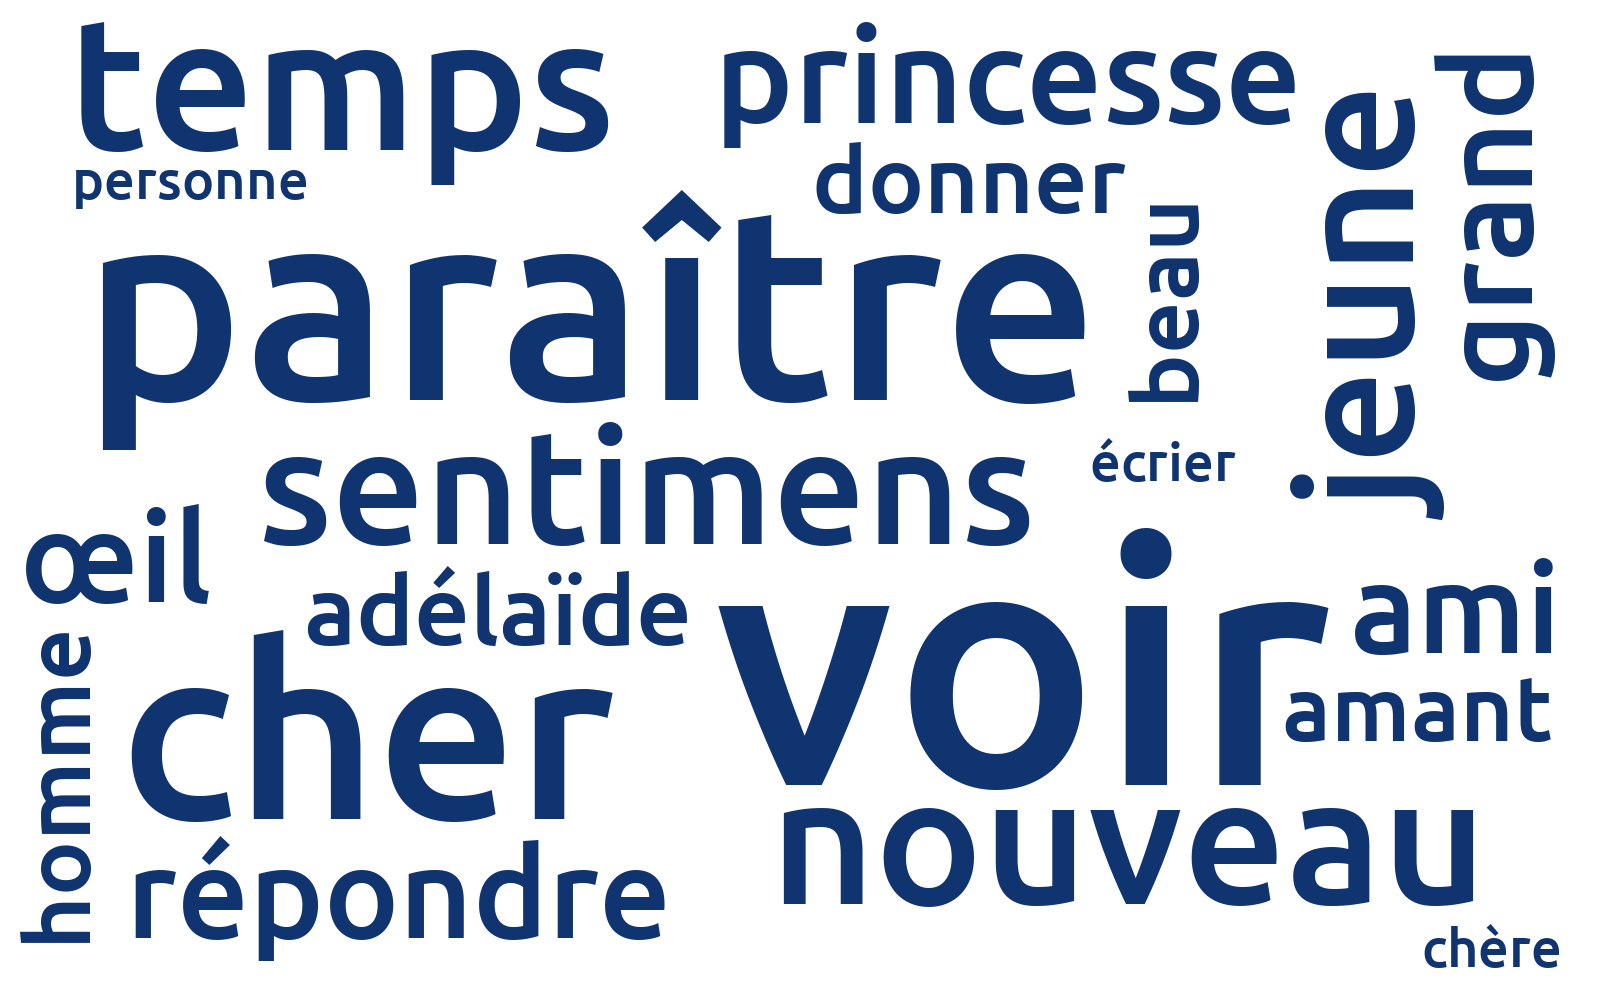 temps
princesse
personne
donner
grand
jeune
beau
paraître
sentimens
écrier
œil
adélaïde
voir
ami
homme
cher
amant
nouveau
répondre
chère